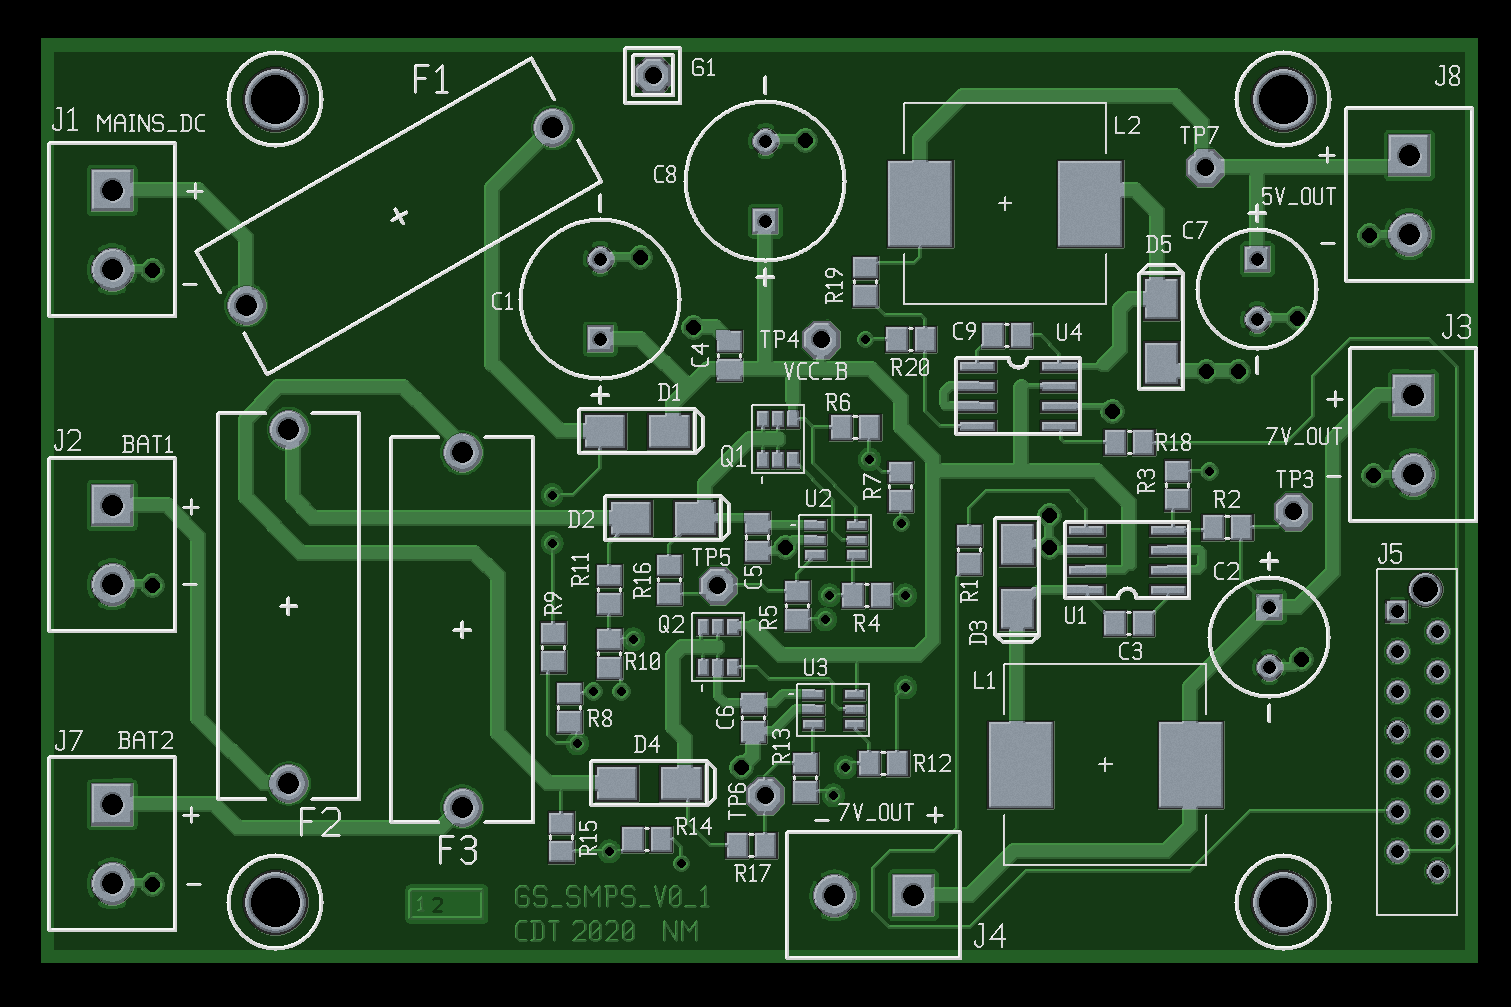 F1
G1
J8
J1 MAINS_DC
+
-
C8
-
+
L2
+
TP7
+
5V_OUT
-
C7
+
-
D5
C1
-
+
R19
C9
U4
R20
TP4
VCC_B
C4
D1
J3
+
7V_OUT
-
J2
BAT1
+
-
+
+
Q1
R6
R7
R18
R3
R2
TP3
D2
U2
TP5
C5
R11
R16
R9
R5
R4
R1
D3
U1
C3
C2
+
-
J5
Q2
R10
R8
U3
C6
L1
+
J7
BAT2
+
-
D4
R13
R12
TP6
F2
F3
R15
R14
R17
- 7V_OUT +
J4
1 2
GS_SMPS_V0_1
CDT 2020 NM